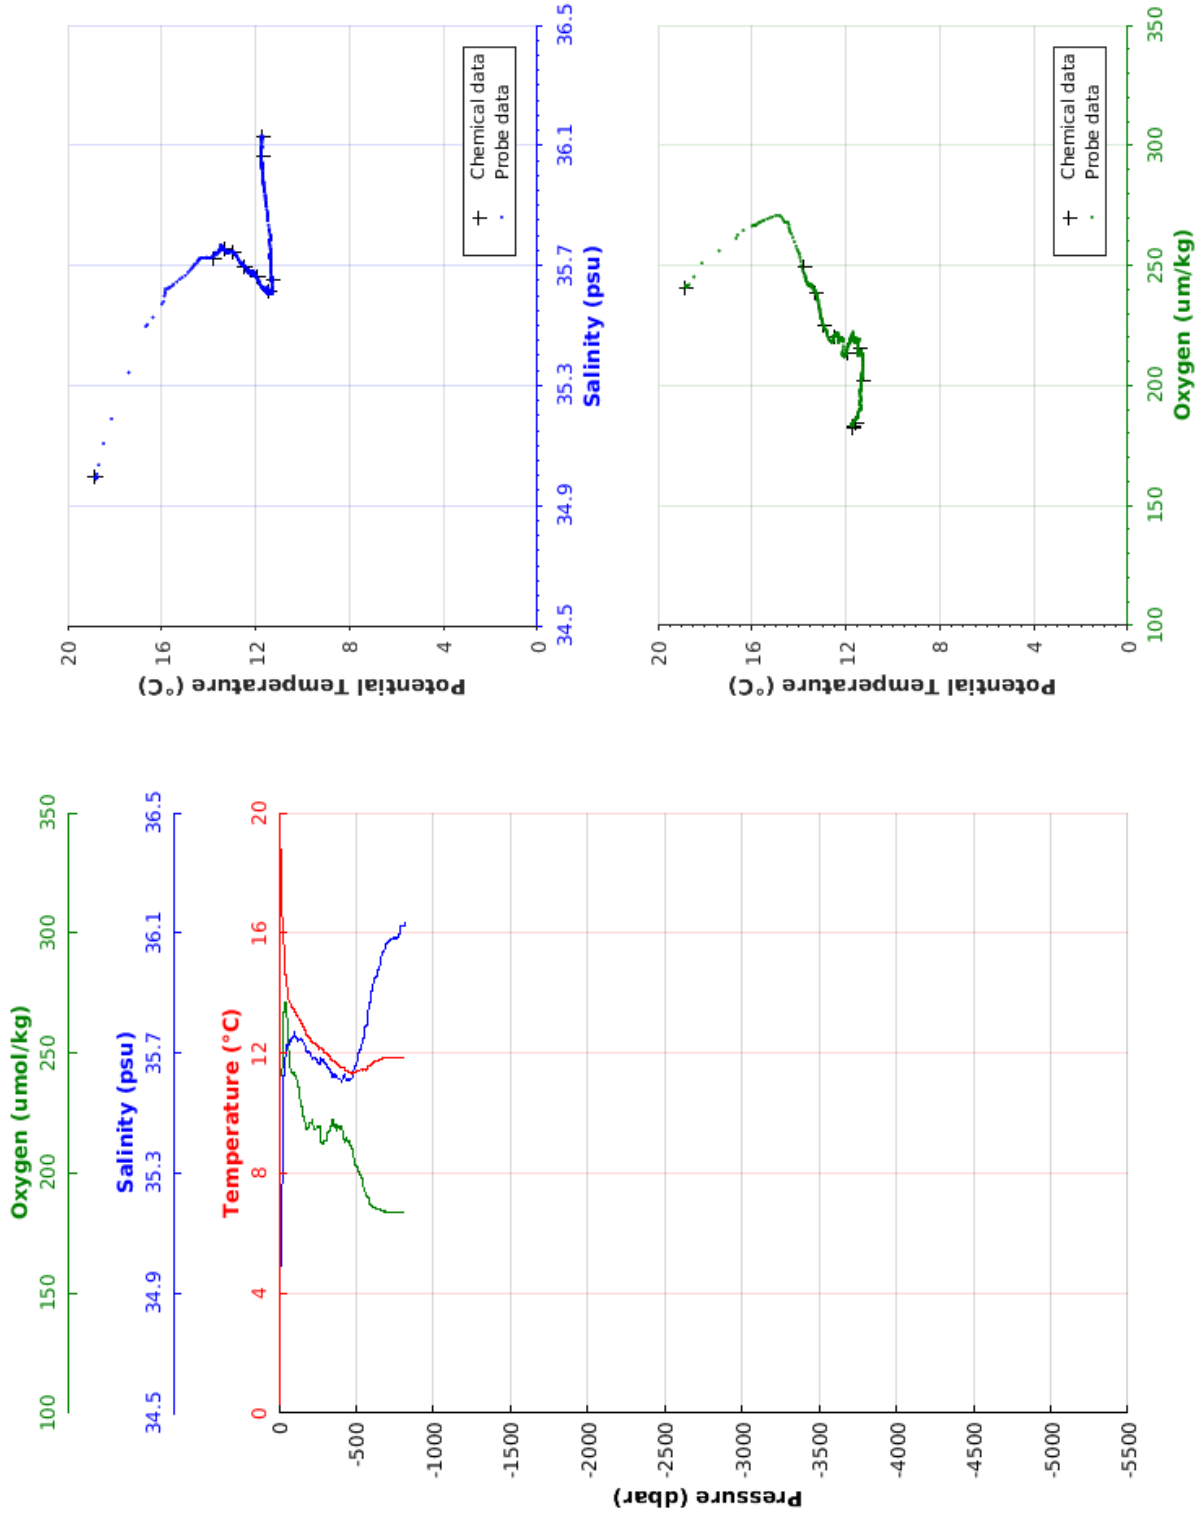 Oxygen (umol/kg)
100 150 200 250 300 350
Salinity (psu)
34.5 34.9 35.3 35.7 36.1 36.5
Temperature (°C)
0 4 8 12 16 20
Pressure (dbar)
0
-500
-1000
-1500
-2000
-2500
-3000
-3500
-4000
-4500
-5000
-5500
Potential Temperature (°C)
20
16
12
8
4
0
34.5 34.9 35.3 35.7 36.1 36.5
Salinity (psu)
Chemical data
Probe data
Potential Temperature (°C)
20
16
12
8
4
0
100 150 200 250 300 350
Oxygen (um/kg)
Chemical data
Probe data